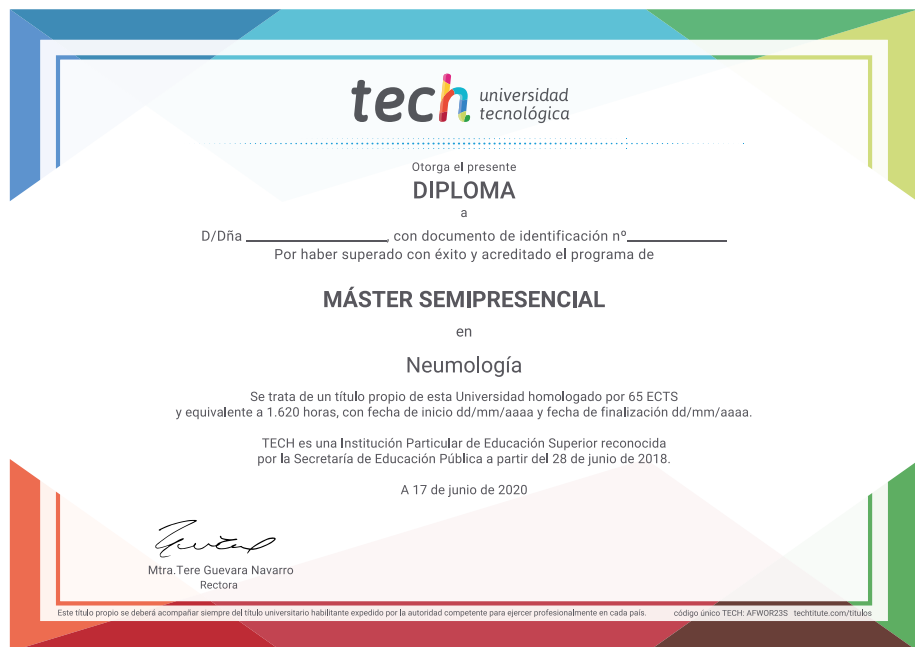 tech universidad
tecnológica
Otorga el presente
DIPLOMA
a
D/Dña ________________, con documento de identificación nº____________
Por haber superado con éxito y acreditado el programa de
MÁSTER SEMIPRESENCIAL
en
Neumología
Se trata de un título propio de esta Universidad homologado por 65 ECTS
y equivalente a 1.620 horas, con fecha de inicio dd/mm/aaaa y fecha de finalización dd/mm/aaaa.
TECH es una Institución Particular de Educación Superior reconocida
por la Secretaría de Educación Pública a partir del 28 de junio de 2018.
A 17 de junio de 2020
Mtra.Tere Guevara Navarro
Rectora
Este título propio se deberá acompañar siempre del título universitario habilitante expedido por la autoridad competente para ejercer profesionalmente en cada país. código único TECH: AFWOR23S techtitute.com/titulos